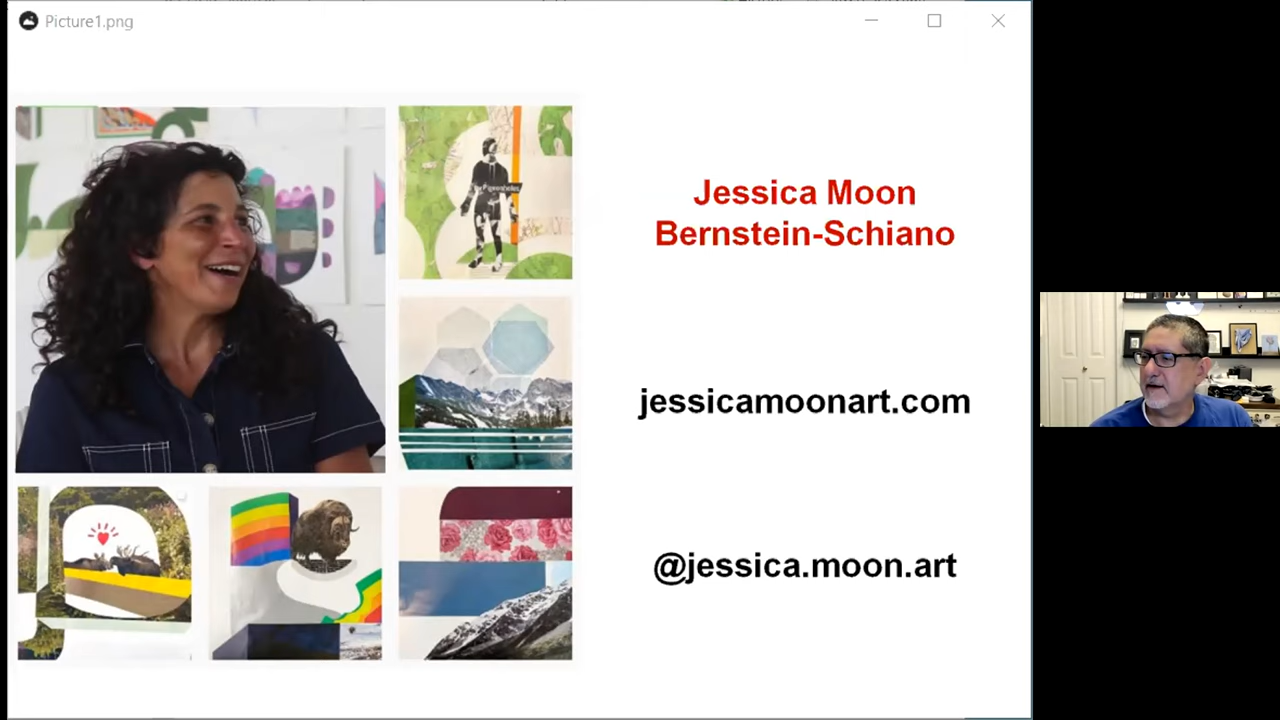 Picture1.png
Jessica Moon
Bernstein-Schiano
jessicamoonart.com
@jessica.moon.art